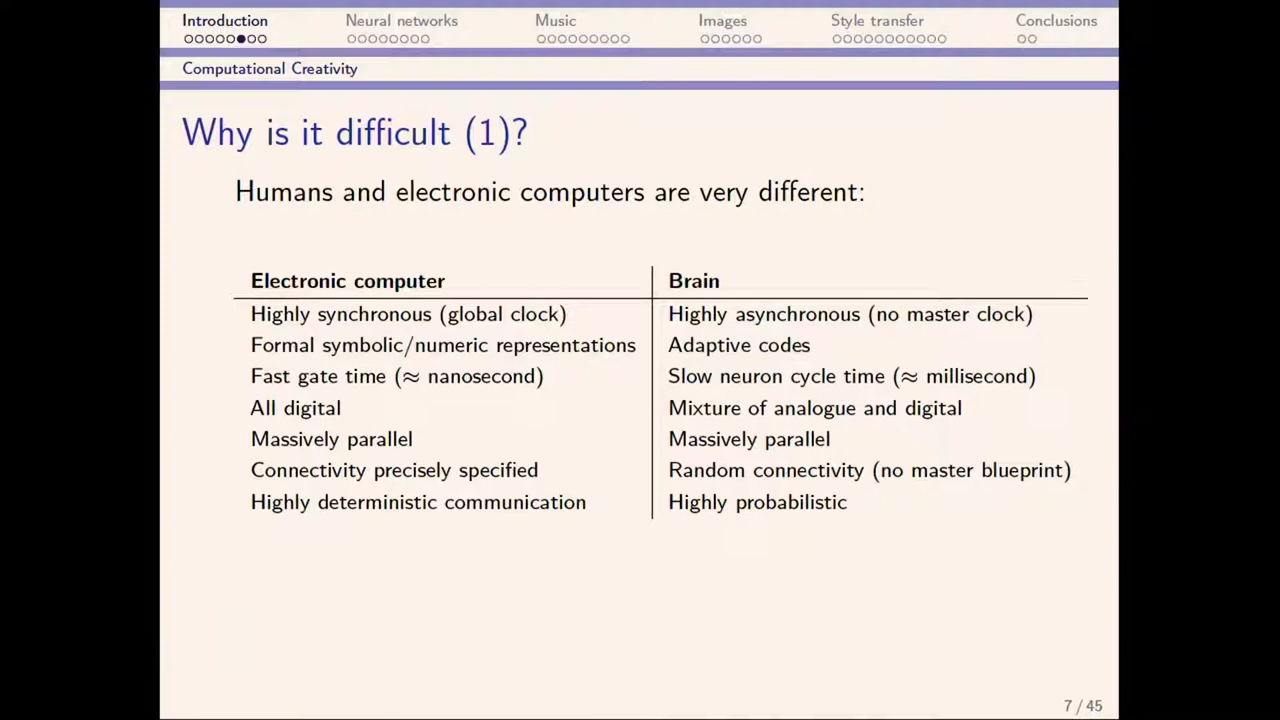 Introduction Neural networks Music Images Style transfer Conclusions
Computational Creativity
Why is it difficult (1)?
Humans and electronic computers are very different:
Electronic computer Brain
Highly synchronous (global clock) Highly asynchronous (no master clock)
Formal symbolic/numeric representations Adaptive codes
Fast gate time (≈ nanosecond) Slow neuron cycle time (≈ millisecond)
All digital Mixture of analogue and digital
Massively parallel Massively parallel
Connectivity precisely specified Random connectivity (no master blueprint)
Highly deterministic communication Highly probabilistic
7 / 45